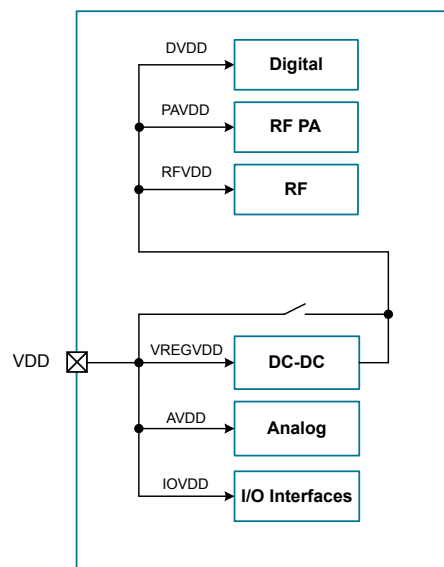 DVDD
Digital
PAVDD
RF PA
RFVDD
RF
VDD
VREGVDD
DC-DC
AVDD
Analog
IOVDD
I/O Interfaces